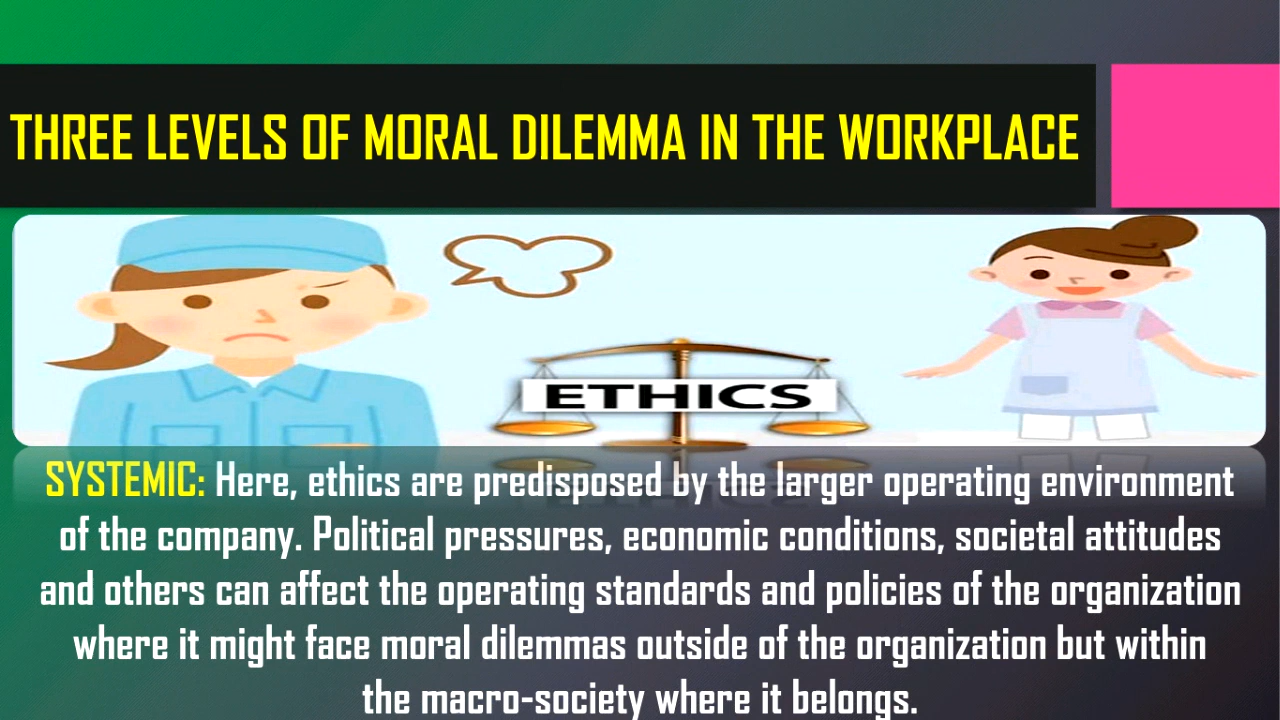 THREE LEVELS OF MORAL DILEMMA IN THE WORKPLACE
ETHICS
SYSTEMIC: Here, ethics are predisposed by the larger operating environment
of the company. Political pressures, economic conditions, societal attitudes
and others can affect the operating standards and policies of the organization
where it might face moral dilemmas outside of the organization but within
the macro-society where it belongs.